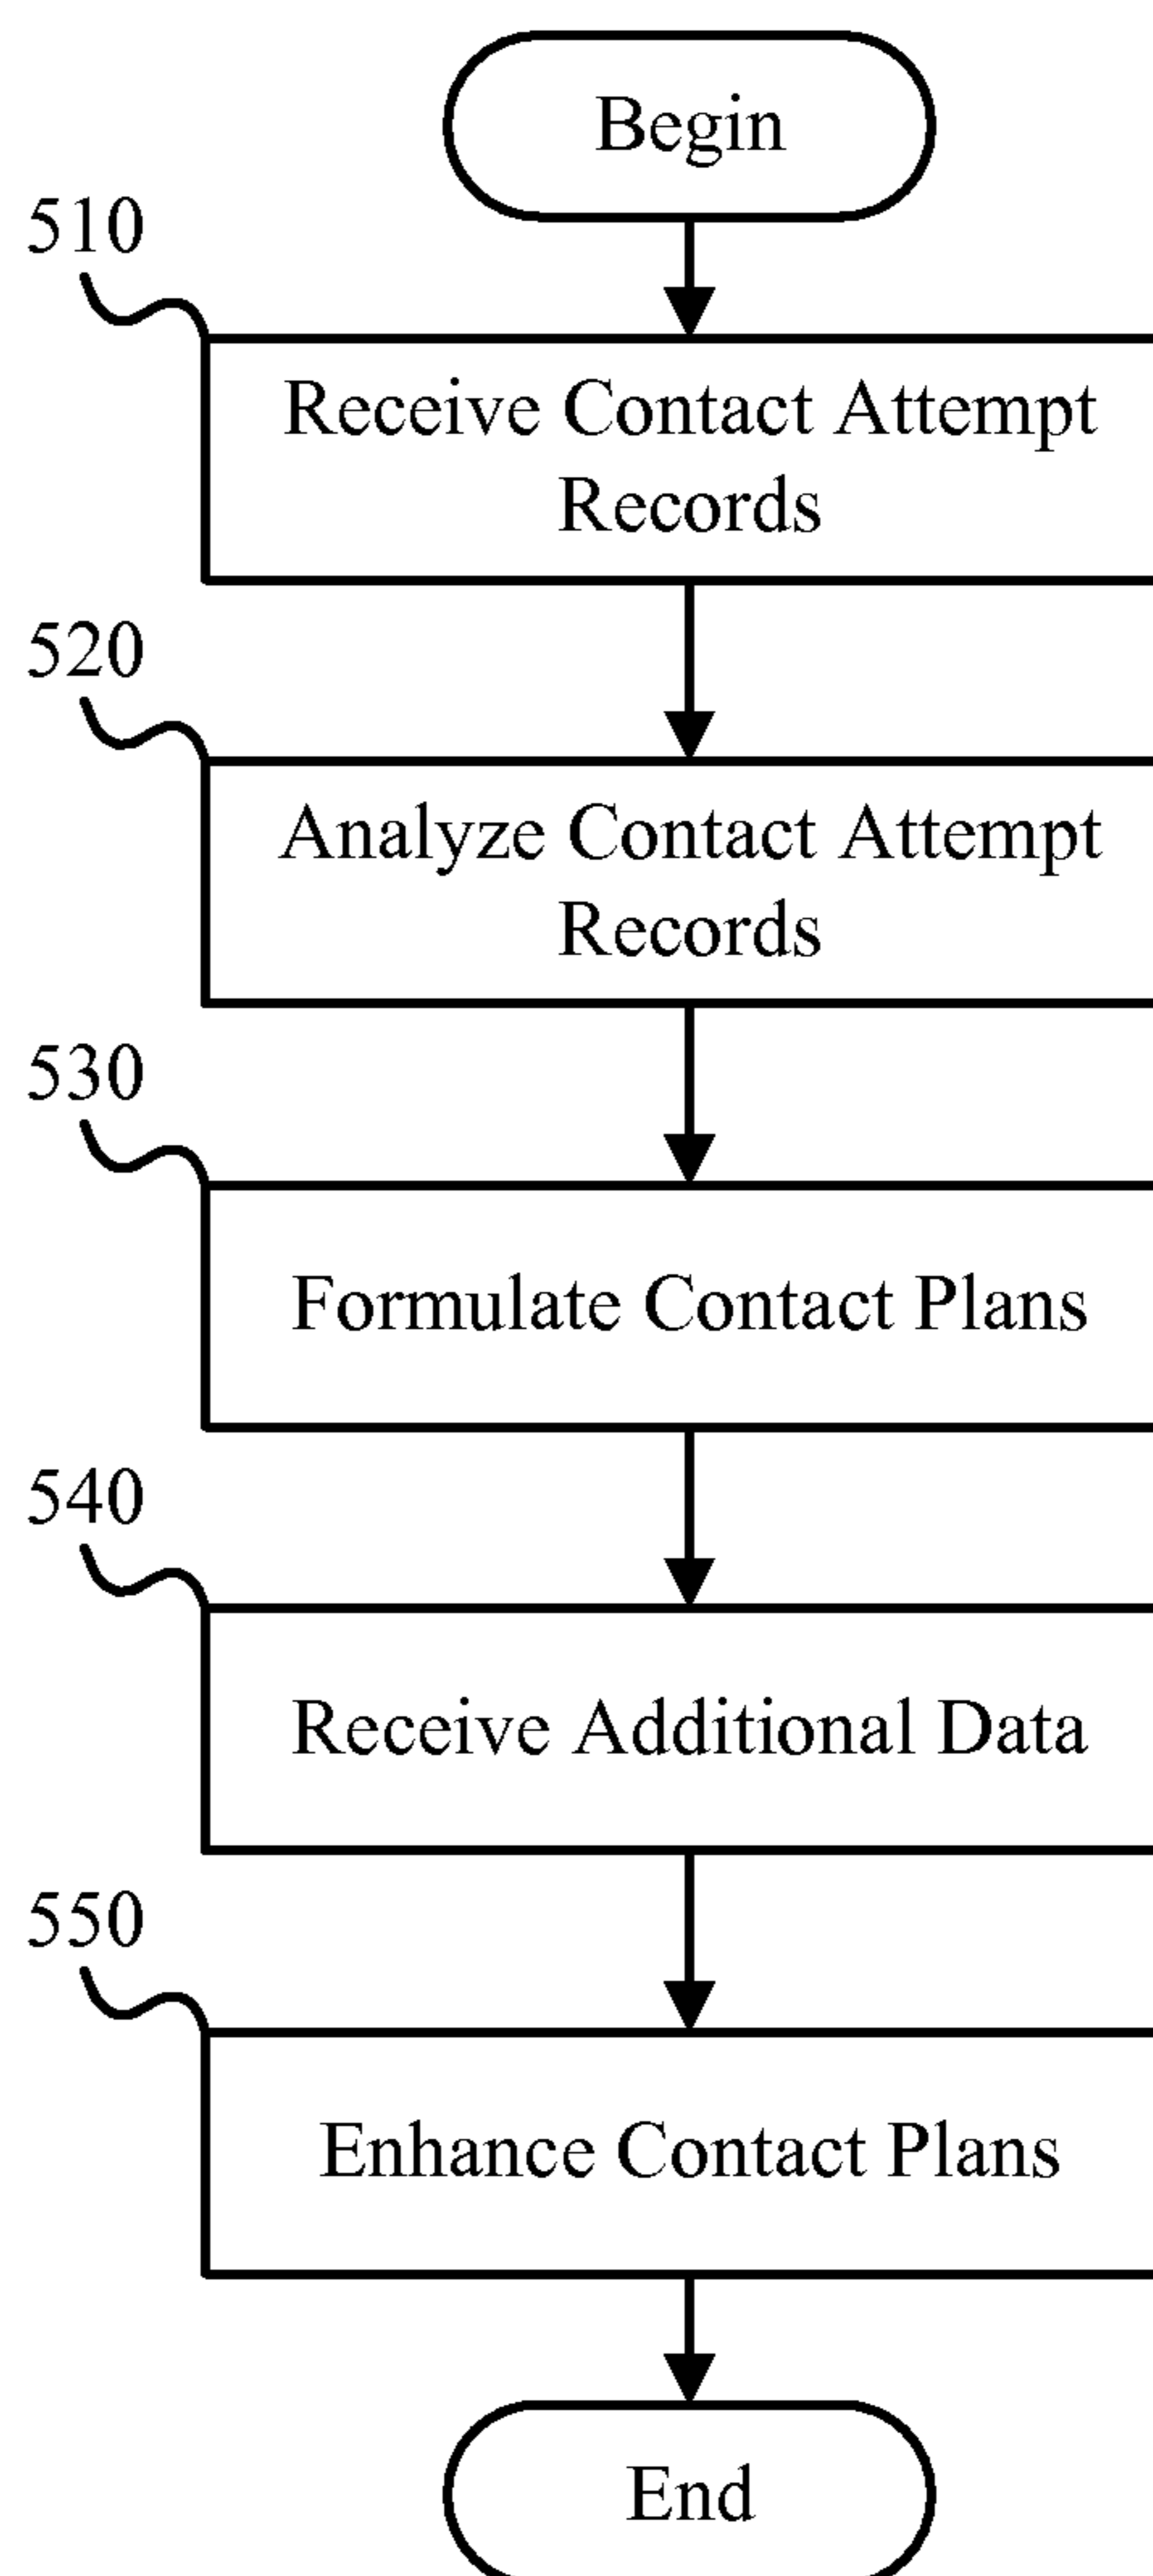 Begin
510
Receive Contact Attempt
Records
520
Analyze Contact Attempt
Records
530
Formulate Contact Plans
540
Receive Additional Data
550
Enhance Contact Plans
End